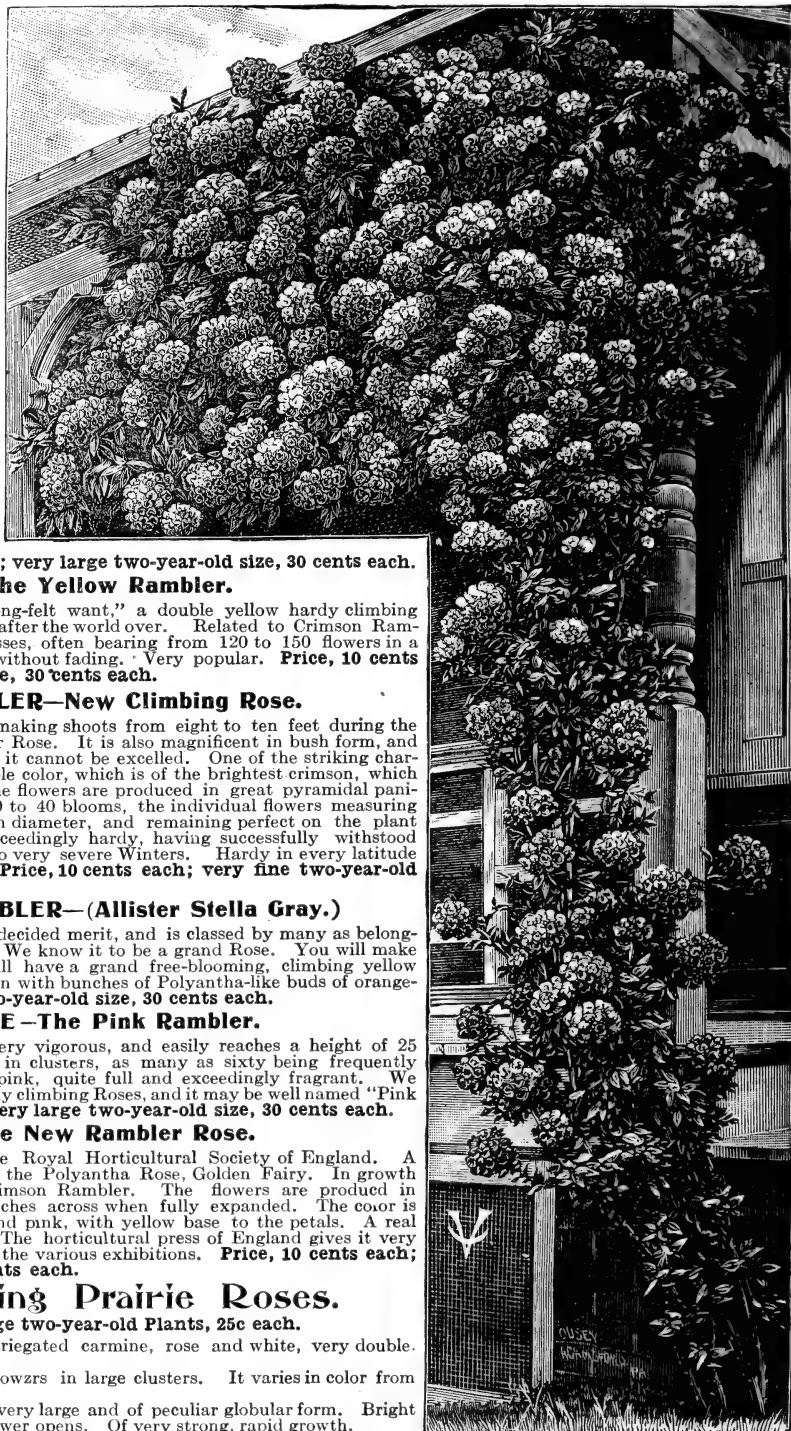 ; very large two-year-old size, 30 cents each.
he Yellow Rambler.
ng-felt want,” a double yellow hardy climbing
after the world over. Related to Crimson Ram-
sses, often bearing from 120 to 150 flowers in a
without fading. Very popular. Price, 10 cents
e, 30 cents each.
LER—New Climbing Rose.
making shoots from eight to ten feet during the
r Rose. It is also magnificent in bush form, and
it cannot be excelled. One of the striking char-
le color, which is of the brightest crimson, which
he flowers are produced in great pyramidal pani-
0 to 40 blooms, the individual flowers measuring
n diameter, and remaining perfect on the plant
ceedingly hardy, having successfully withstood
o very severe Winters. Hardy in every latitude
Price, 10 cents each; very fine two-year-old
BLER—(Allister Stella Gray.)
decided merit, and is classed by many as belong-
We know it to be a grand Rose. You will make
ll have a grand free-blooming, climbing yellow
n with bunches of Polyantha-like buds of orange-
o-year-old size, 30 cents each.
E—The Pink Rambler.
ery vigorous, and easily reaches a height of 25
in clusters, as many as sixty being frequently
pink, quite full and exceedingly fragrant. We
y climbing Roses, and it may be well named “Pink
ery large two-year-old size, 30 cents each.
e New Rambler Rose.
e Royal Horticultural Society of England. A
the Polyantha Rose, Golden Fairy. In growth
imson Rambler. The flowers are producd in
ches across when fully expanded. The color is
nd pink, with yellow base to the petals. A real
The horticultural press of England gives it very
the various exhibitions. Price, 10 cents each;
nts each.
ing Prairie Roses.
ge two-year-old Plants, 25c each.
riegated carmine, rose and white, very double.
owzrs in large clusters. It varies in color from
very large and of peculiar globular form. Bright
wer opens. Of very strong, rapid growth.